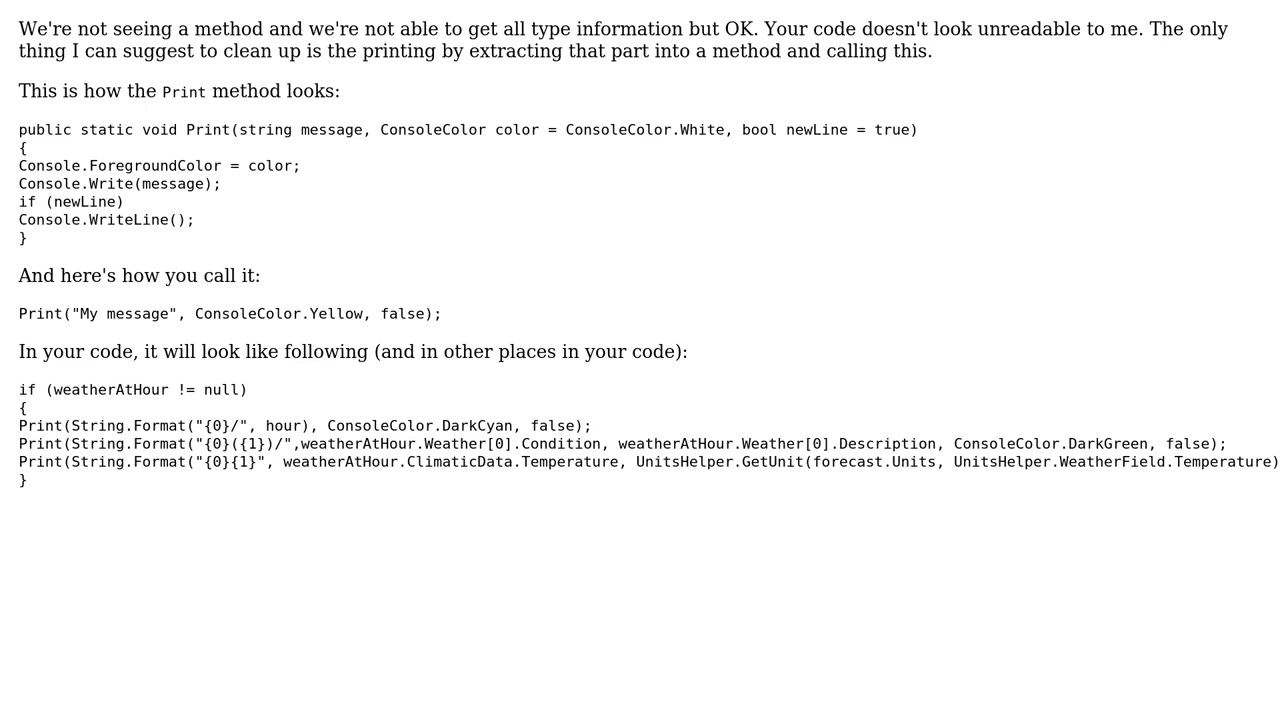 We're not seeing a method and we're not able to get all type information but OK. Your code doesn't look unreadable to me. The only
thing I can suggest to clean up is the printing by extracting that part into a method and calling this.
This is how the Print method looks:
public static void Print(string message, ConsoleColor color = ConsoleColor.White, bool newLine = true)
{
Console.ForegroundColor = color;
Console.Write(message);
if (newLine)
Console.WriteLine();
}
And here's how you call it:
Print("My message", ConsoleColor.Yellow, false);
In your code, it will look like following (and in other places in your code):
if (weatherAtHour != null)
{
Print(String.Format("{0}/", hour), ConsoleColor.DarkCyan, false);
Print(String.Format("{0}({1})/",weatherAtHour.Weather[0].Condition, weatherAtHour.Weather[0].Description, ConsoleColor.DarkGreen, false);
Print(String.Format("{0}{1}", weatherAtHour.ClimaticData.Temperature, UnitsHelper.GetUnit(forecast.Units, UnitsHelper.WeatherField.Temperature)
}